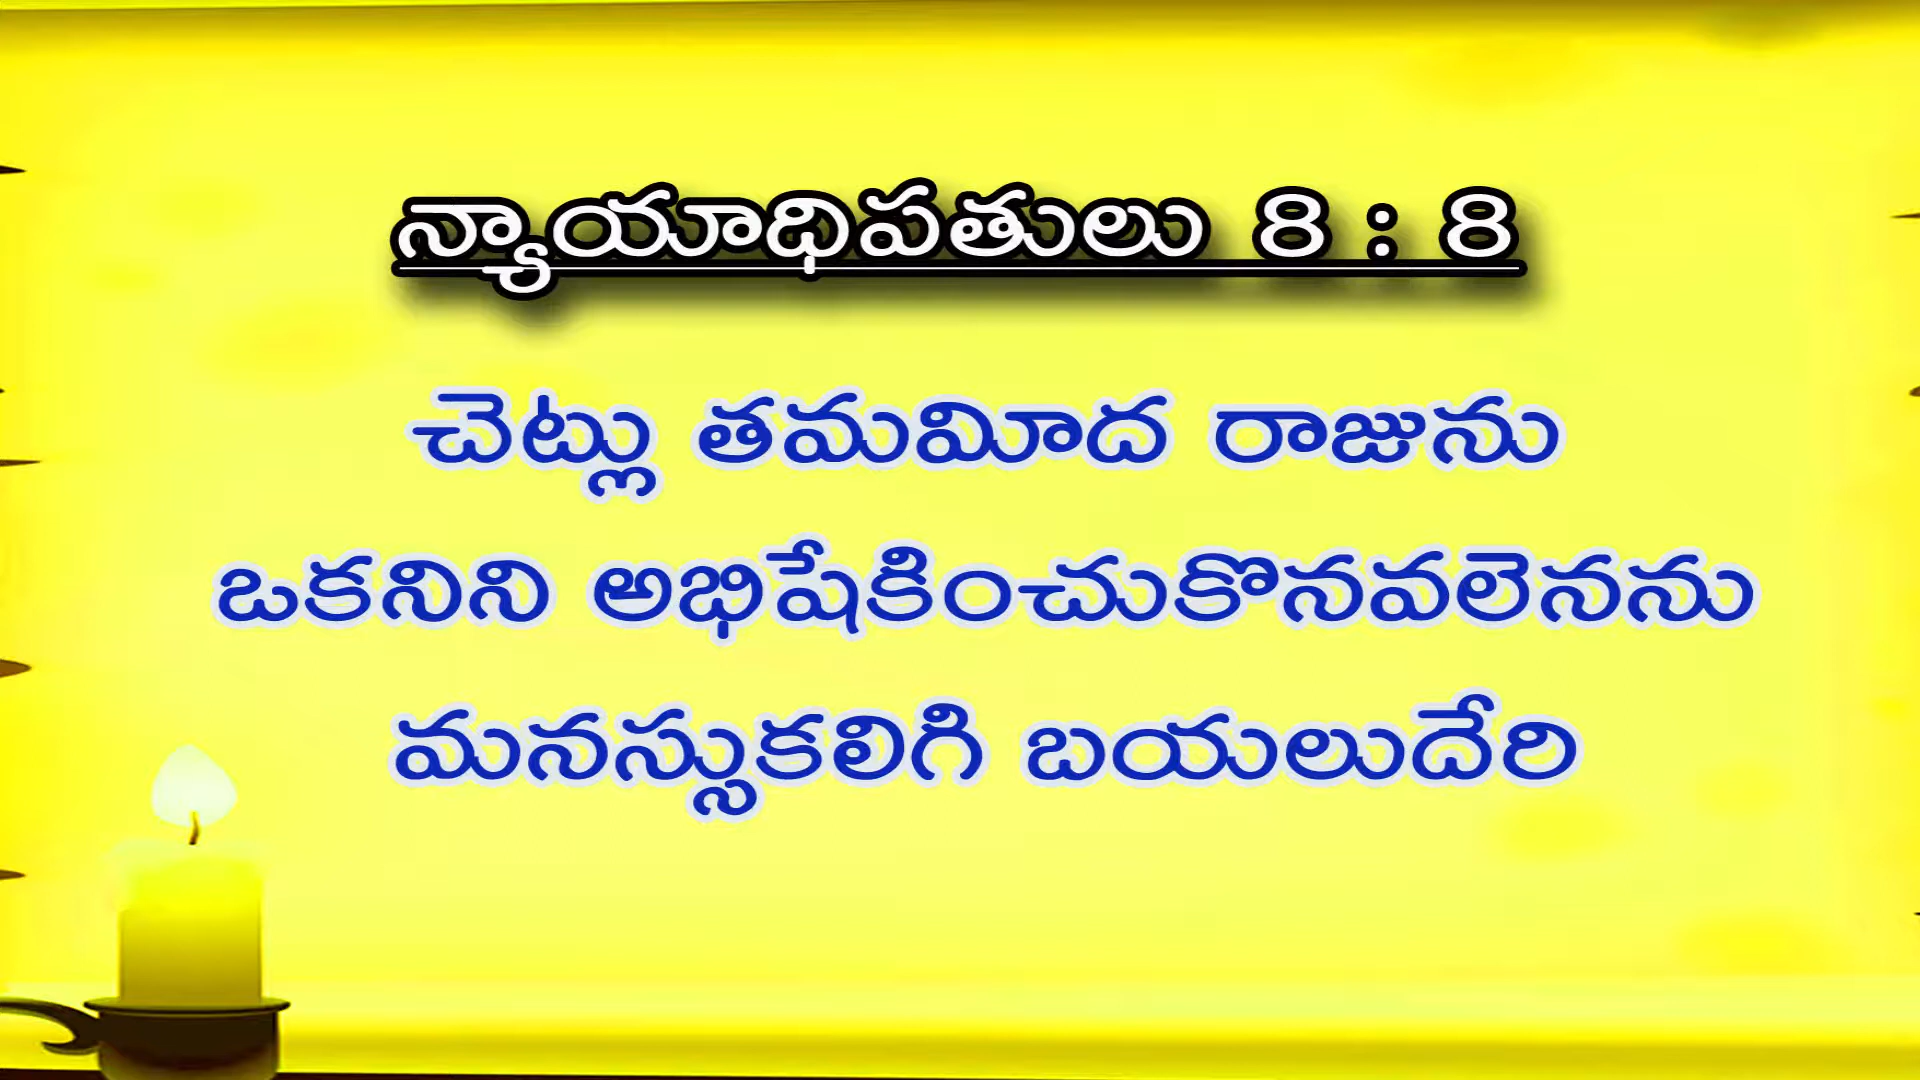 న్యాయాధిపతులు 8 : 8
చెట్లు తమమీద రాజును
ఒకనిని అభిషేకించుకొనవలెనను
మనస్సుకలిగి బయలుదేరి